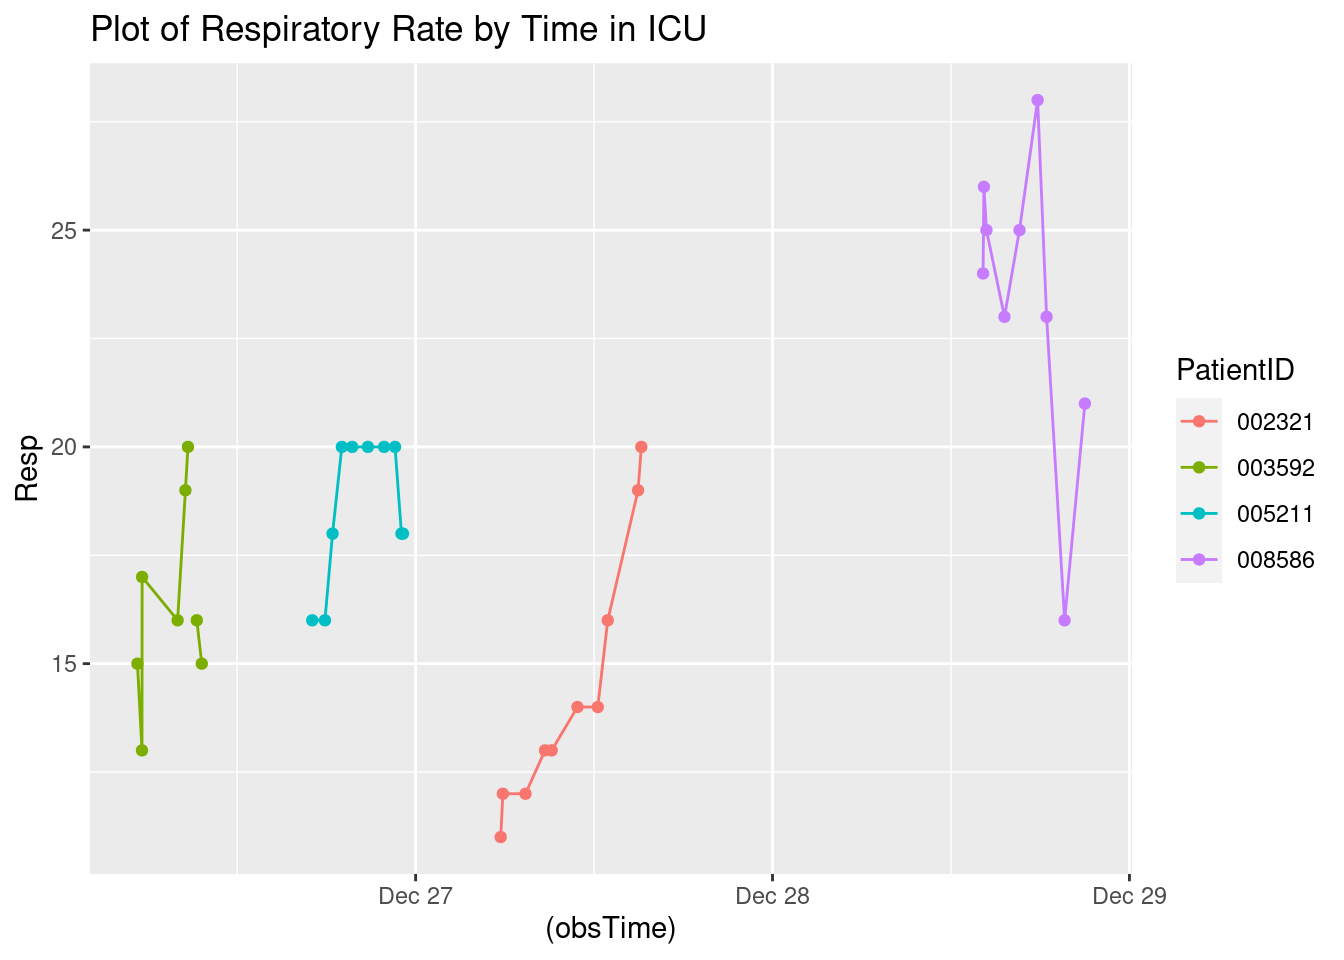 Plot of Respiratory Rate by Time in ICU
Resp
25
20
15
Dec 27
Dec 28
Dec 29
(obsTime)
PatientID
002321
003592
005211
008586